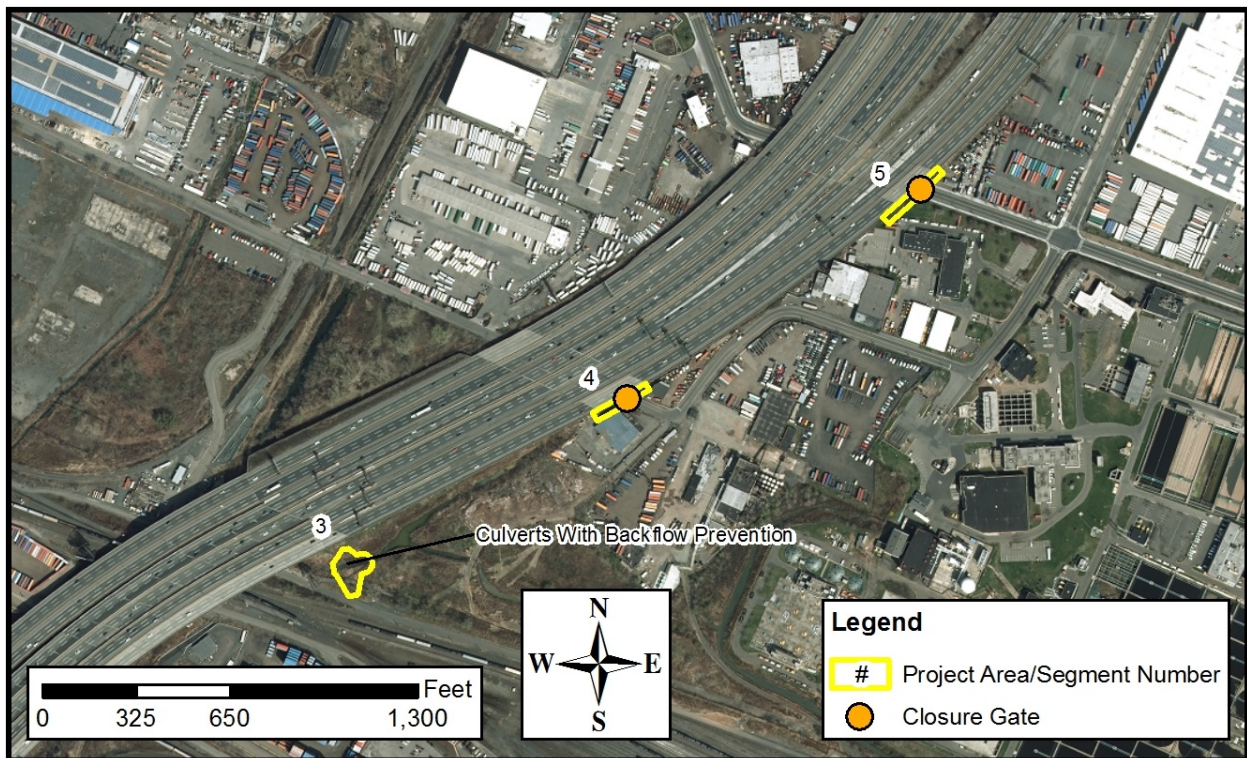 5
4
3
Culverts With Backflow Prevention
N
W E
S
Feet
0 325 650 1,300
Legend
# Project Area/Segment Number
Closure Gate